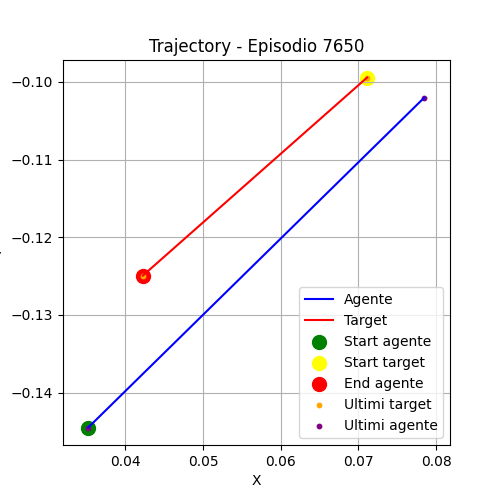 Trajectory - Episodio 7650
−0.10
−0.11
−0.12
−0.13
−0.14
0.04
0.05
0.06
0.07
0.08
X
Agente
Target
Start agente
Start target
End agente
Ultimi target
Ultimi agente